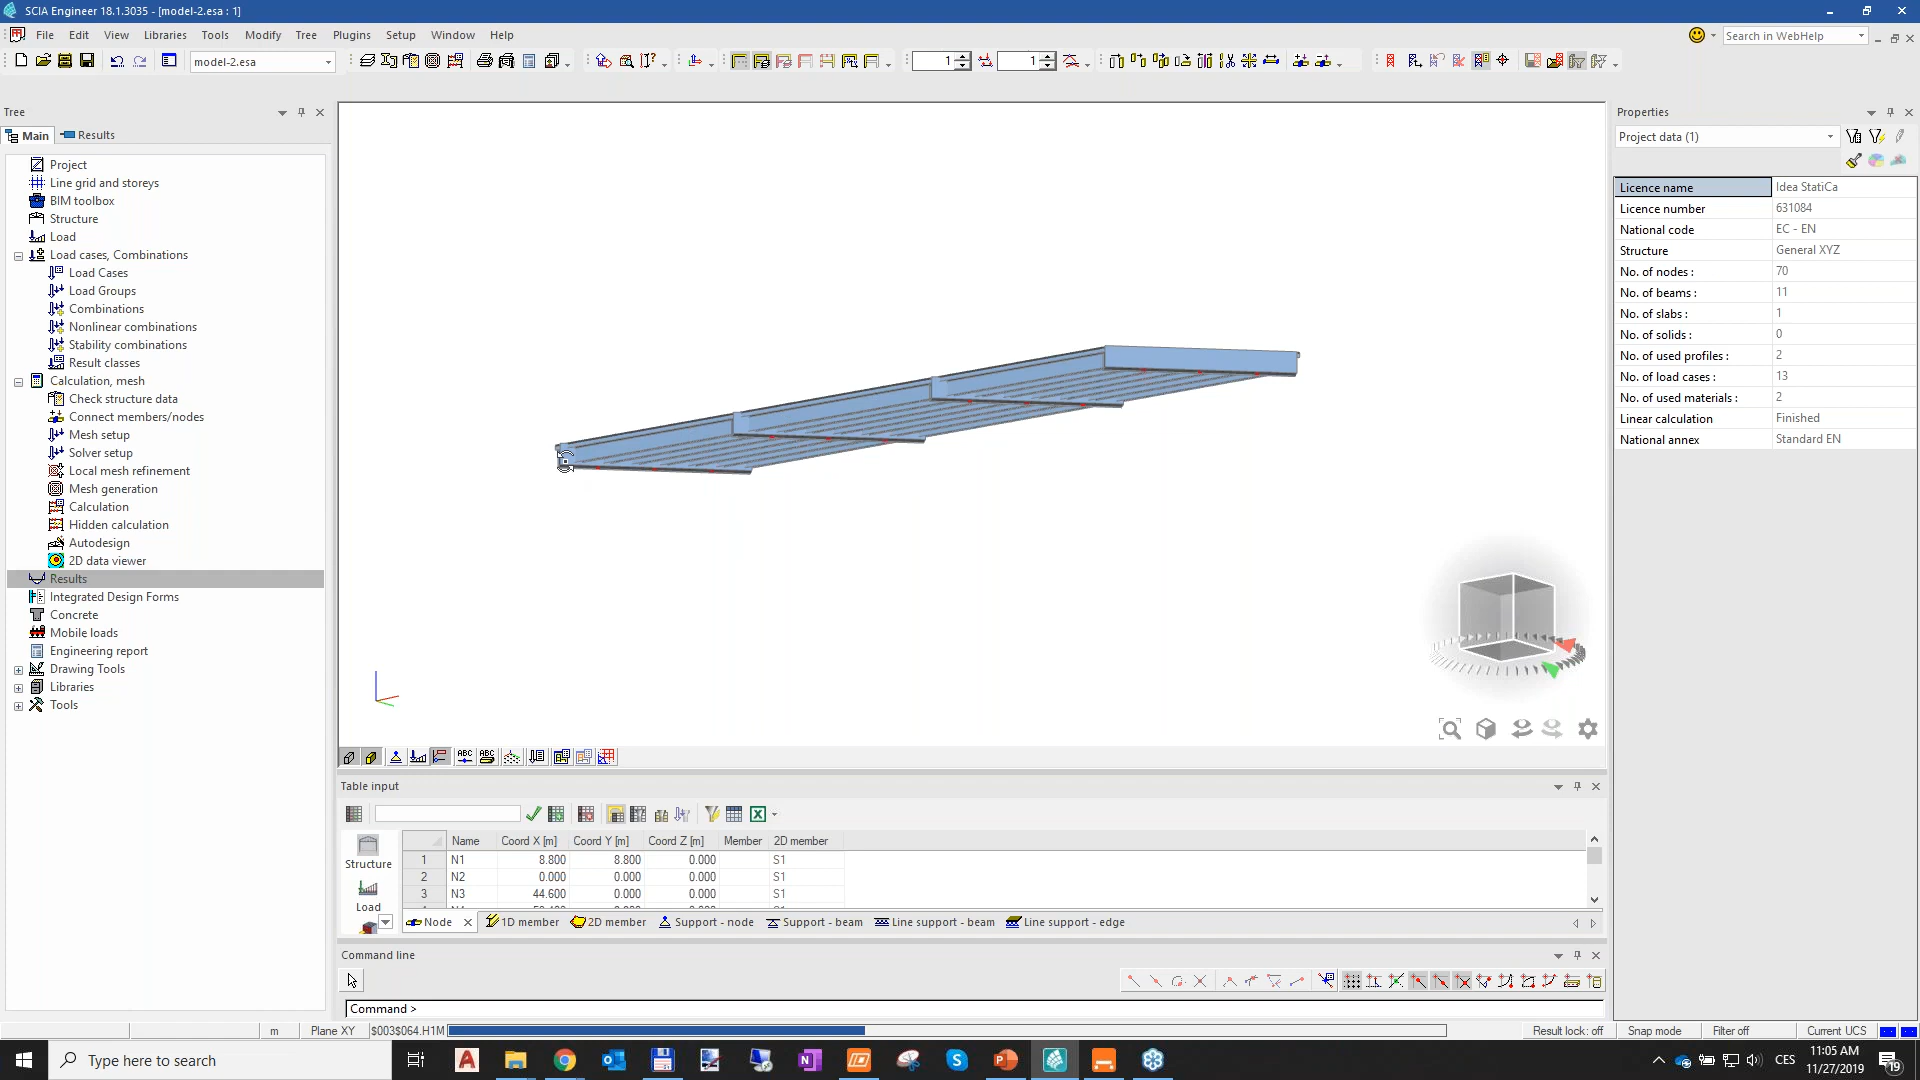 SCIA Engineer 18.1.3035 - [model-2.esa : 1]
File Edit View Libraries Tools Modify Tree Plugins Setup Window Help
Search in WebHelp
model-2.esa
1
1
Tree
Main
Results
Project
Line grid and storeys
BIM toolbox
Structure
Load
Load cases, Combinations
Load Cases
Load Groups
Combinations
Nonlinear combinations
Stability combinations
Result classes
Calculation, mesh
Check structure data
Connect members/nodes
Mesh setup
Solver setup
Local mesh refinement
Mesh generation
Calculation
Hidden calculation
Autodesign
2D data viewer
Results
Integrated Design Forms
Concrete
Mobile loads
Engineering report
Drawing Tools
Libraries
Tools
Properties
Project data (1)
Licence name Idea StatiCa
Licence number 631084
National code EC - EN
Structure General XYZ
No. of nodes : 70
No. of beams : 11
No. of slabs : 1
No. of solids : 0
No. of used profiles : 2
No. of load cases : 13
No. of used materials : 2
Linear calculation Finished
National annex Standard EN
ABC
ABC
Table input
Structure
Load
Name Coord X [m] Coord Y [m] Coord Z [m] Member 2D member
1 N1 8.800 8.800 0.000 S1
2 N2 0.000 0.000 0.000 S1
3 N3 44.600 0.000 0.000 S1
Node 1D member 2D member Support - node Support - beam Line support - beam Line support - edge
Command line
Command >
m Plane XY $003$064.H1M Result lock: off Snap mode Filter off Current UCS
Type here to search
CES
11:05 AM
11/27/2019
19